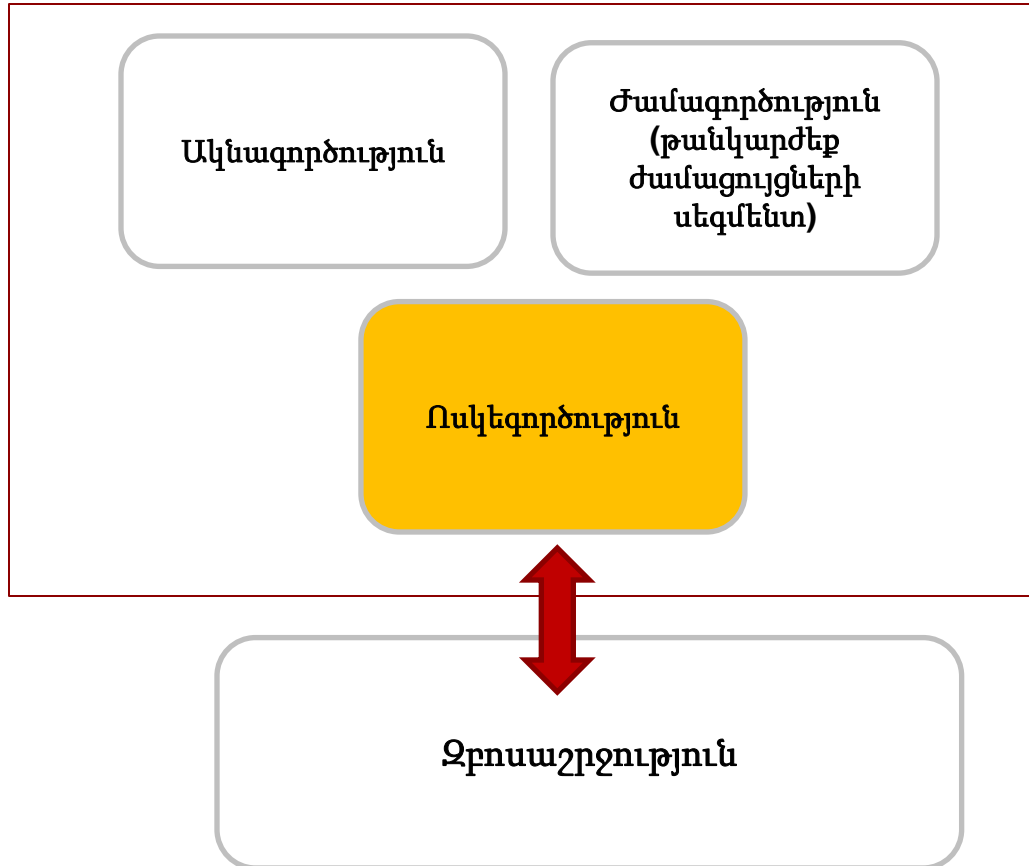 Ակնագործություն
Ժամագործություն
(թանկարժեք
ժամացույցների
սեգմենտ)
Ոսկեգործություն
Զբոսաշրջություն